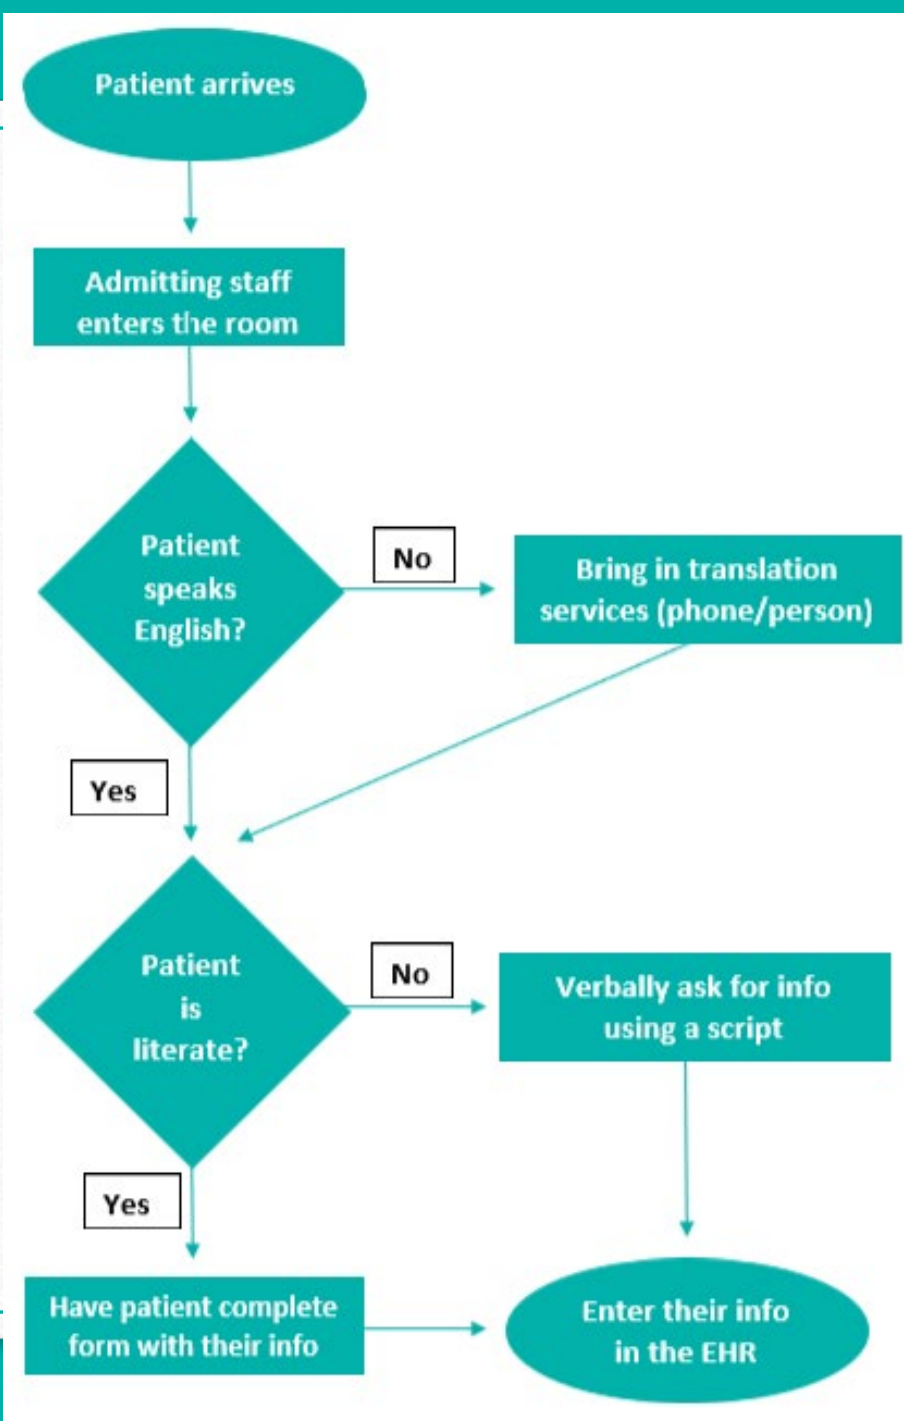 Patient arrives
Admitting staff
enters the room
Patient
speaks
English?
No
Bring in translation
services (phone/person)
Yes
Patient
is
literate?
No
Verbally ask for info
using a script
Yes
Have patient complete
form with their info
Enter their info
in the EHR